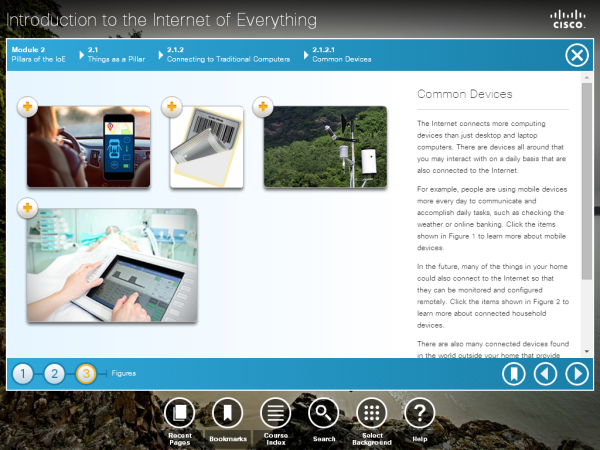 Introduction to the Internet of Everything
cisco.
Module 2
Pillars of the IoE
2.1
Things as a Pillar
2.1.2
Connecting to Traditional Computers
2.1.2.1
Common Devices
Common Devices
The Internet connects more computing
devices than just desktop and laptop
computers. There are devices all around that
you may interact with on a daily basis that are
also connected to the Internet.
For example, people are using mobile devices
more every day to communicate and
accomplish daily tasks, such as checking the
weather or online banking. Click the items
shown in Figure 1 to learn more about mobile
devices.
In the future, many of the things in your home
could also connect to the Internet so that
they can be monitored and configured
remotely. Click the items shown in Figure 2 to
learn more about connected household
devices.
There are also many connected devices found
in the world outside your home that provide
1
2
3
Figures
Recent
Pages
Bookmarks
Course
Index
Search
Select
Background
?
Help